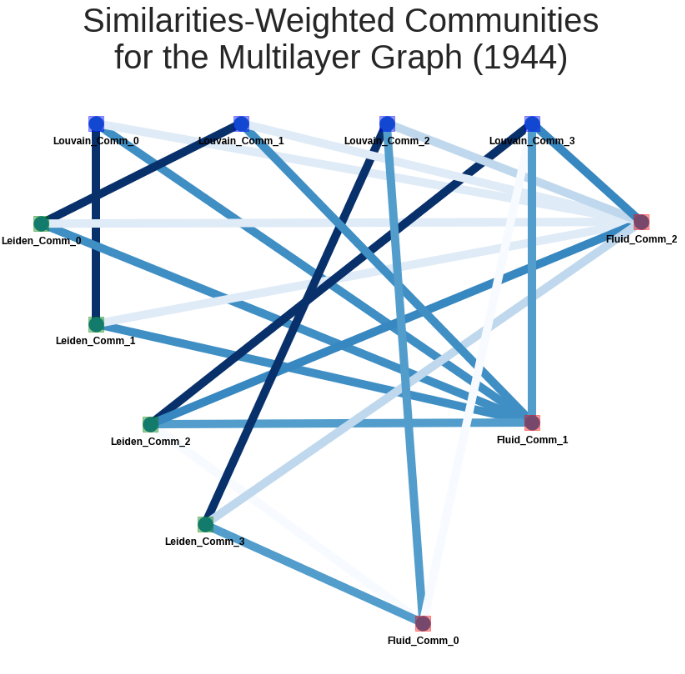 Similarities-Weighted Communities
for the Multilayer Graph (1944)
Louvain_Comm_0
Louvain_Comm_1
Louvain_Comm_2
Louvain_Comm_3
Leiden_Comm_0
Fluid_Comm_2
Leiden_Comm_1
Leiden_Comm_2
Fluid_Comm_1
Leiden_Comm_3
Fluid_Comm_0